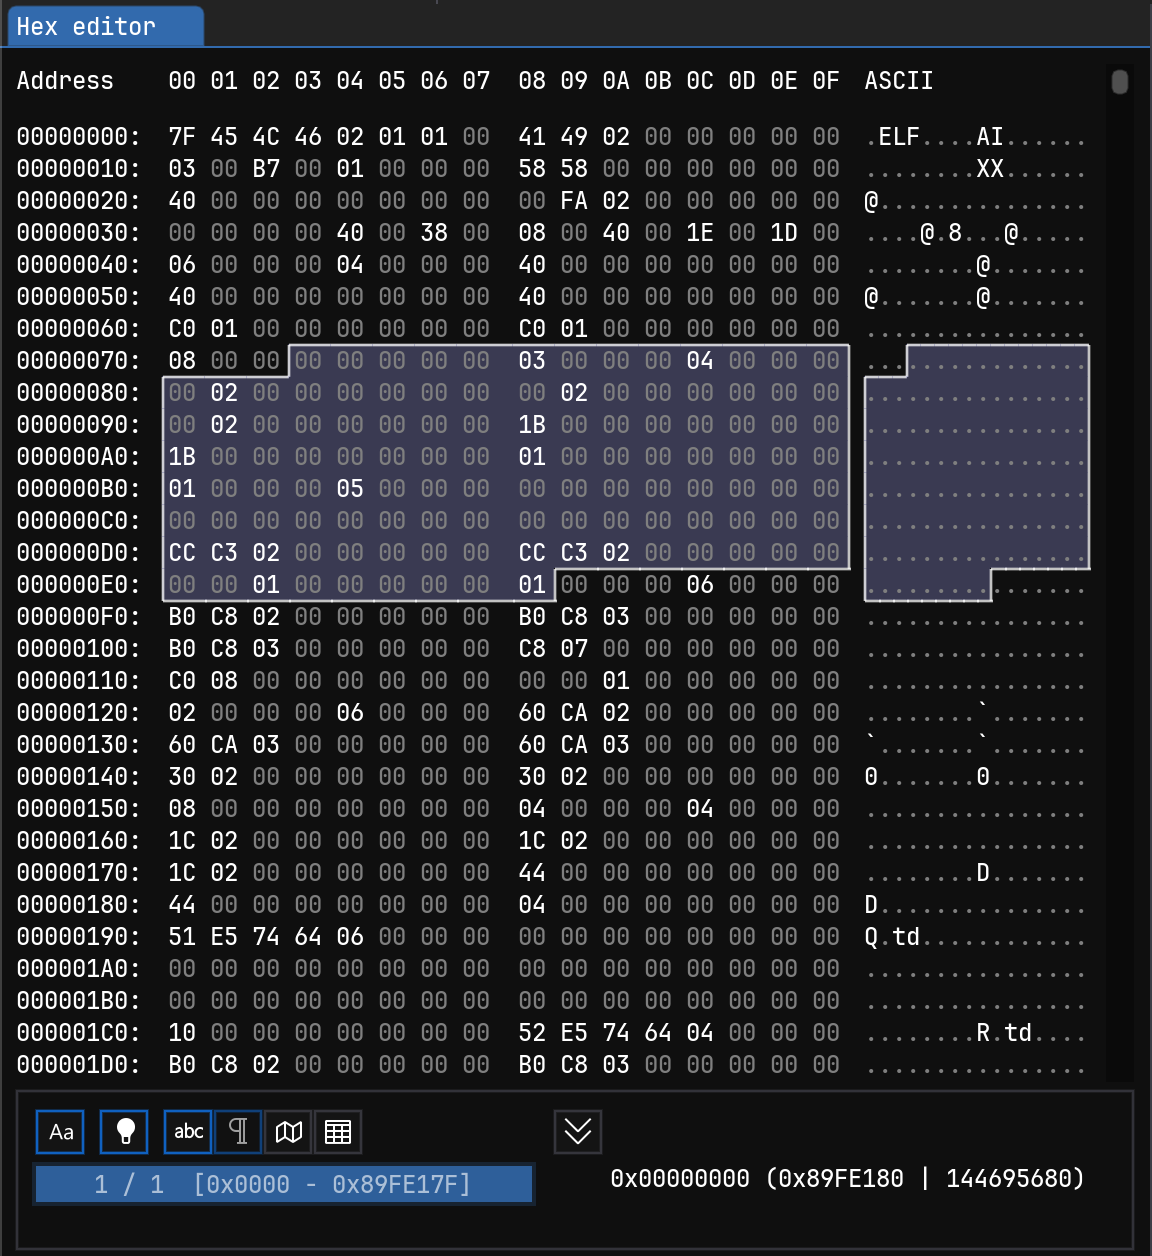 Hex editor
Address 00 01 02 03 04 05 06 07 08 09 0A 0B 0C 0D 0E 0F ASCII
00000000: 7F 45 4C 46 02 01 01 00 41 49 02 00 00 00 00 00 .ELF....AI......
00000010: 03 00 B7 00 01 00 00 00 58 58 00 00 00 00 00 00 ........XX......
00000020: 40 00 00 00 00 00 00 00 00 FA 02 00 00 00 00 00 @...............
00000030: 00 00 00 00 40 00 38 00 08 00 40 00 1E 00 1D 00 ....@.8...@.....
00000040: 06 00 00 00 04 00 00 00 40 00 00 00 00 00 00 00 ........@.......
00000050: 40 00 00 00 00 00 00 00 40 00 00 00 00 00 00 00 @.......@.......
00000060: C0 01 00 00 00 00 00 00 C0 01 00 00 00 00 00 00 ................
00000070: 08 00 00 00 00 00 00 00 03 00 00 00 04 00 00 00 ................
00000080: 00 02 00 00 00 00 00 00 00 02 00 00 00 00 00 00 ................
00000090: 00 02 00 00 00 00 00 00 1B 00 00 00 00 00 00 00 ................
000000A0: 1B 00 00 00 00 00 00 00 01 00 00 00 00 00 00 00 ................
000000B0: 01 00 00 00 05 00 00 00 00 00 00 00 00 00 00 00 ................
000000C0: 00 00 00 00 00 00 00 00 00 00 00 00 00 00 00 00 ................
000000D0: CC C3 02 00 00 00 00 00 CC C3 02 00 00 00 00 00 ................
000000E0: 00 00 01 00 00 00 00 00 01 00 00 00 06 00 00 00 ................
000000F0: B0 C8 02 00 00 00 00 00 B0 C8 03 00 00 00 00 00 ................
00000100: B0 C8 03 00 00 00 00 00 C8 07 00 00 00 00 00 00 ................
00000110: C0 08 00 00 00 00 00 00 00 00 01 00 00 00 00 00 ................
00000120: 02 00 00 00 06 00 00 00 60 CA 02 00 00 00 00 00 ........`.......
00000130: 60 CA 03 00 00 00 00 00 60 CA 03 00 00 00 00 00 `.......`.......
00000140: 30 02 00 00 00 00 00 00 30 02 00 00 00 00 00 00 0.......0.......
00000150: 08 00 00 00 00 00 00 00 04 00 00 00 04 00 00 00 ................
00000160: 1C 02 00 00 00 00 00 00 1C 02 00 00 00 00 00 00 ................
00000170: 1C 02 00 00 00 00 00 00 44 00 00 00 00 00 00 00 ........D.......
00000180: 44 00 00 00 00 00 00 00 04 00 00 00 00 00 00 00 D...............
00000190: 51 E5 74 64 06 00 00 00 00 00 00 00 00 00 00 00 Q.td............
000001A0: 00 00 00 00 00 00 00 00 00 00 00 00 00 00 00 00 ................
000001B0: 00 00 00 00 00 00 00 00 00 00 00 00 00 00 00 00 ................
000001C0: 10 00 00 00 00 00 00 00 52 E5 74 64 04 00 00 00 ........R.td....
000001D0: B0 C8 02 00 00 00 00 00 B0 C8 03 00 00 00 00 00 ................
Aa abc ¶
1 / 1 [0x0000 - 0x89FE17F] 0x00000000 (0x89FE180 | 144695680)